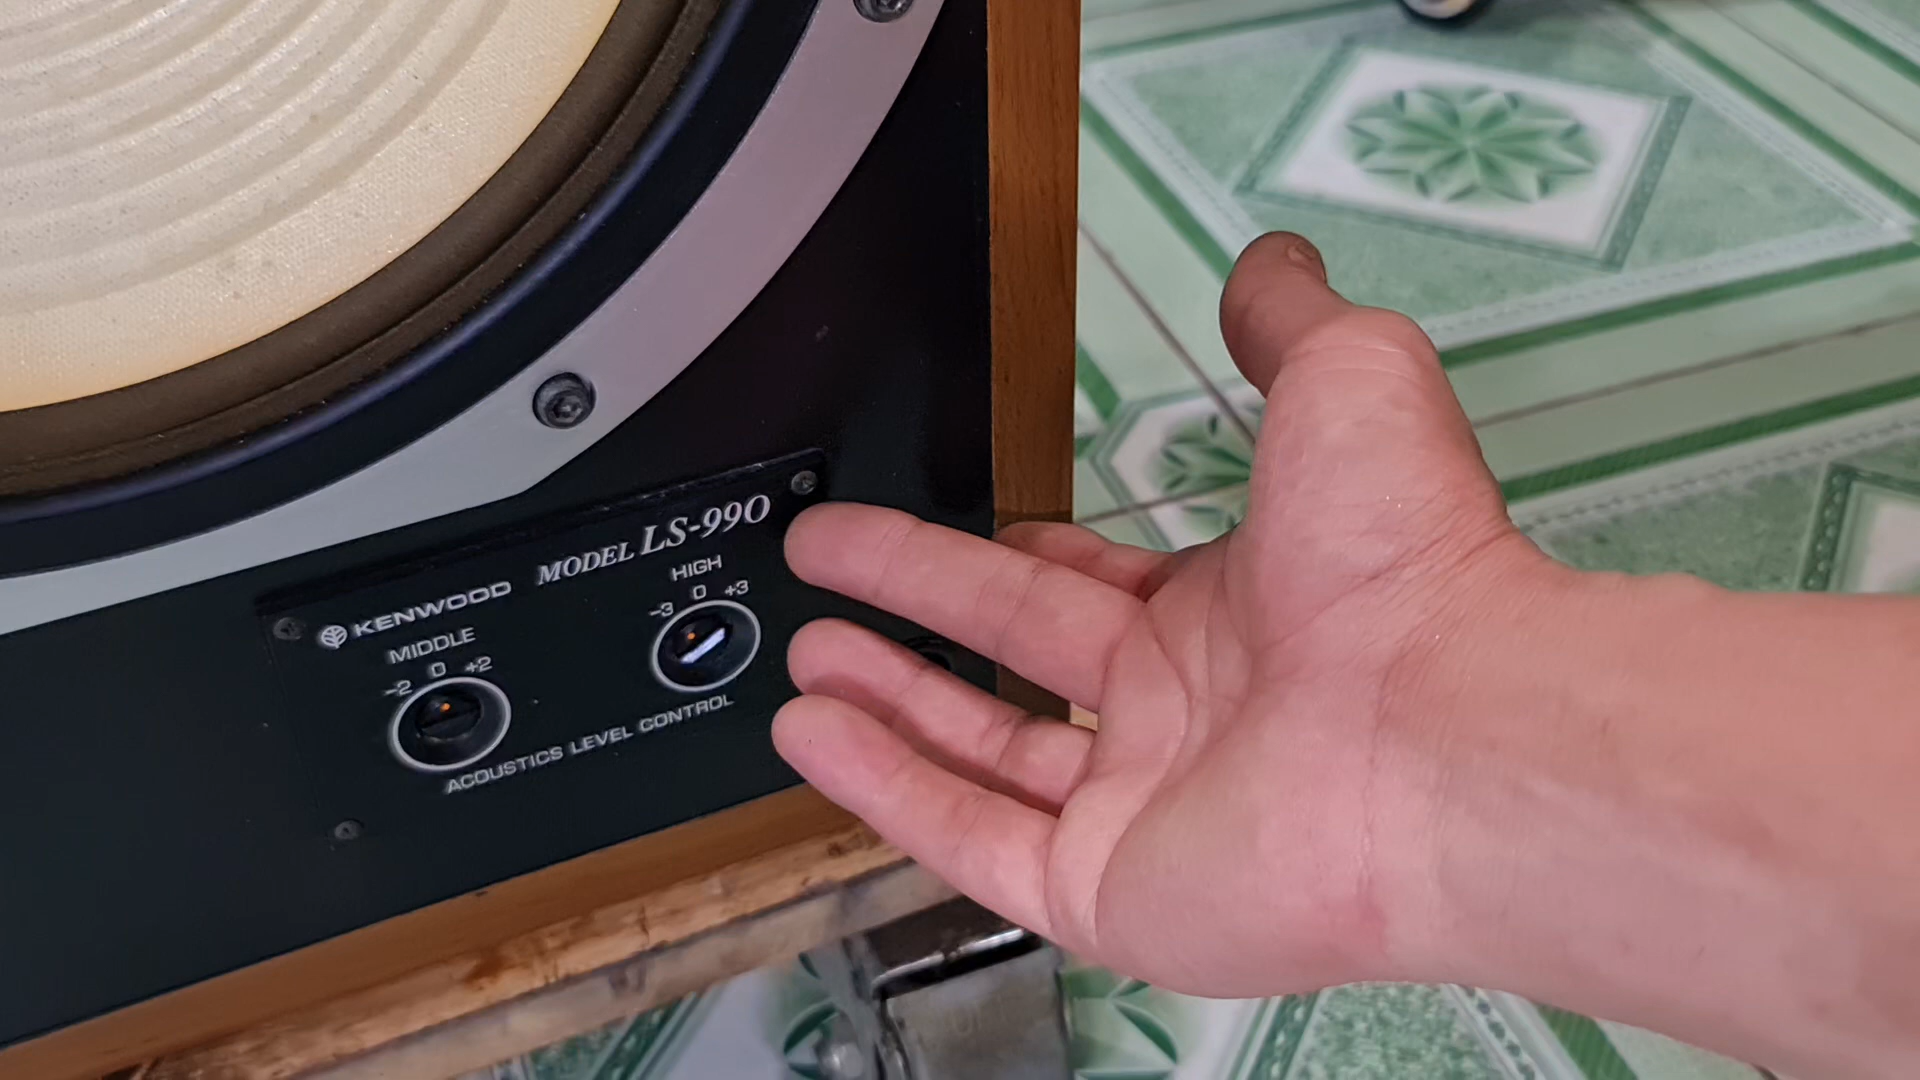 KENWOOD MODEL LS-990
MIDDLE
-2 0 +2
HIGH
-3 0 +3
ACOUSTICS LEVEL CONTROL